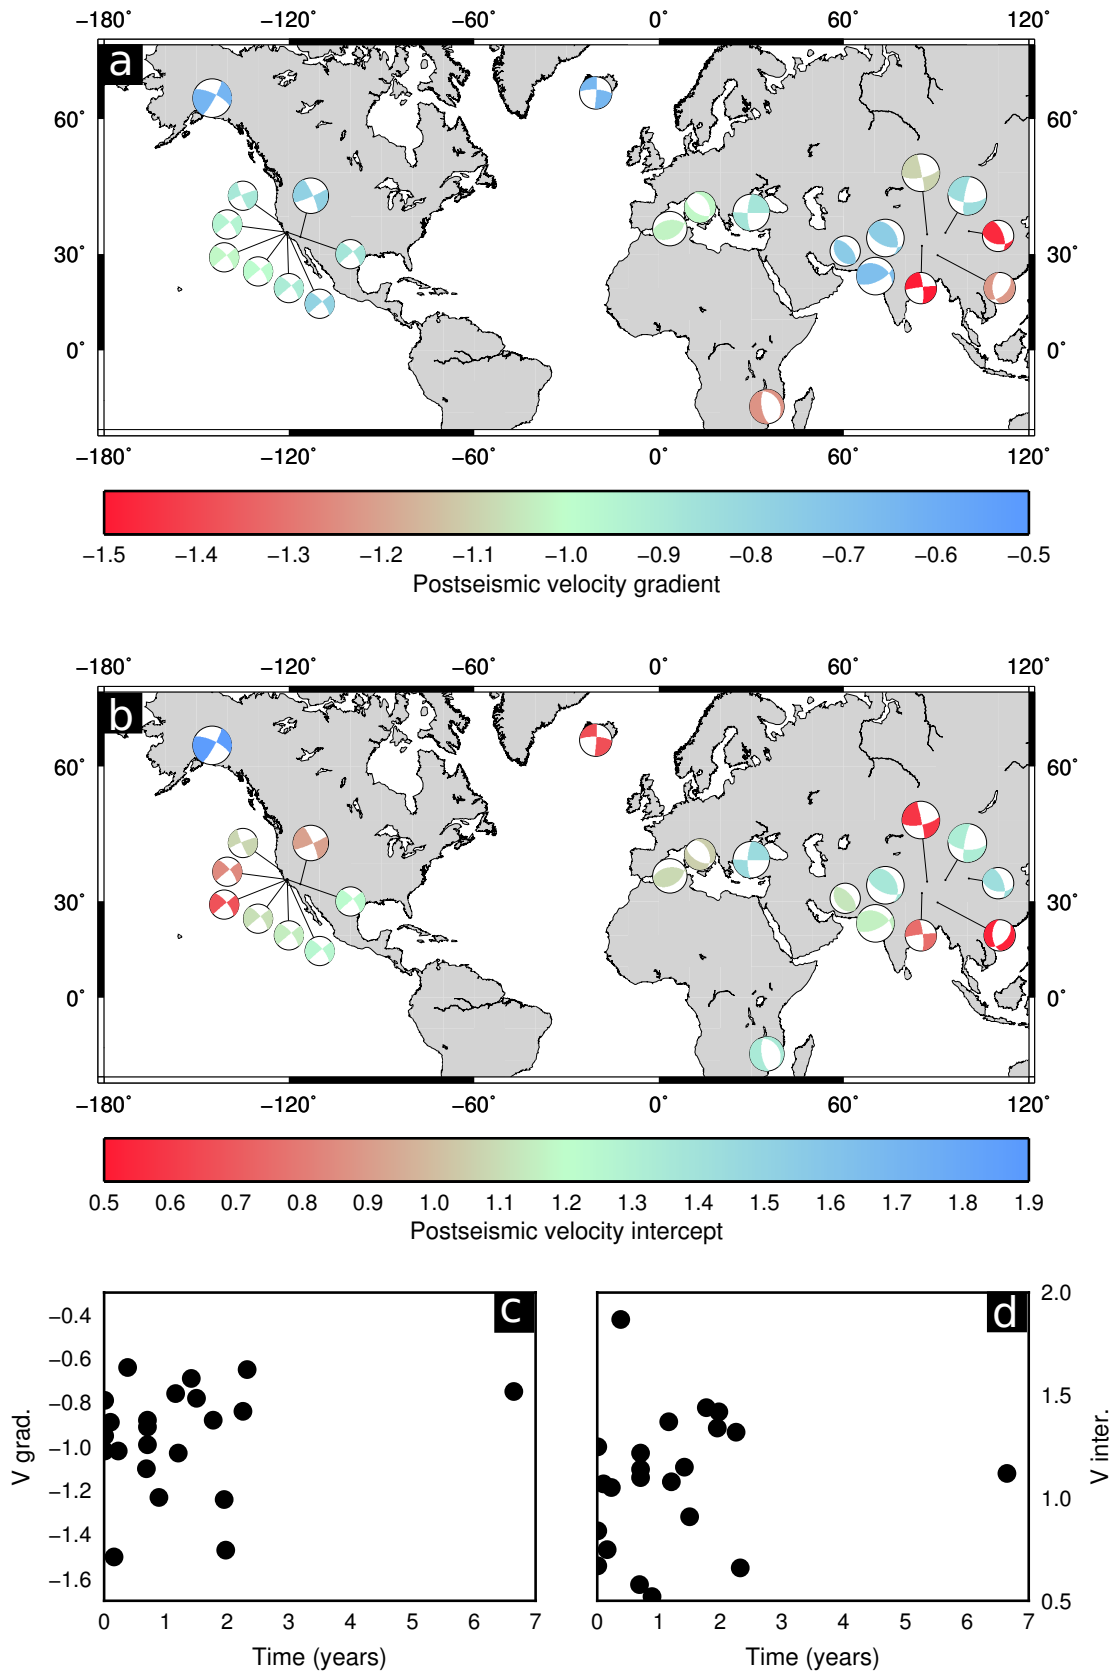 −180˚ −120˚ −60˚ 0˚ 60˚ 120˚
a
60˚ 60˚
30˚ 30˚
0˚ 0˚
−180˚ −120˚ −60˚ 0˚ 60˚ 120˚
−1.5 −1.4 −1.3 −1.2 −1.1 −1.0 −0.9 −0.8 −0.7 −0.6 −0.5
Postseismic velocity gradient
−180˚ −120˚ −60˚ 0˚ 60˚ 120˚
b
60˚ 60˚
30˚ 30˚
0˚ 0˚
−180˚ −120˚ −60˚ 0˚ 60˚ 120˚
0.5 0.6 0.7 0.8 0.9 1.0 1.1 1.2 1.3 1.4 1.5 1.6 1.7 1.8 1.9
Postseismic velocity intercept
c
−0.4
−0.6
−0.8
−1.0
−1.2
−1.4
−1.6
V grad.
0 1 2 3 4 5 6 7
Time (years)
d
2.0
1.5
1.0
0.5
V inter.
0 1 2 3 4 5 6 7
Time (years)